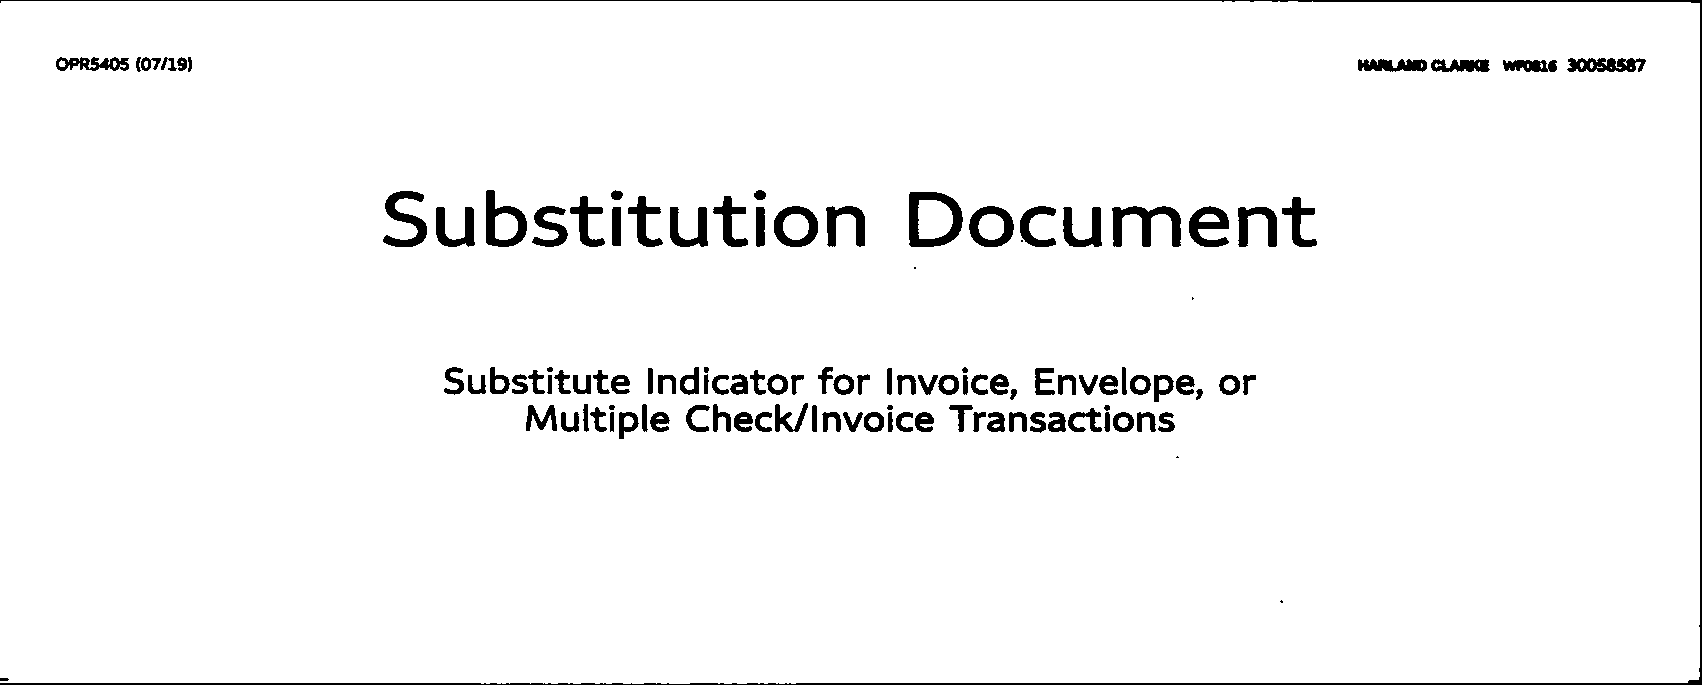 OPR5405 (07/19)
HARLAND CLARKE WF0816 30058587
Substitution Document
Substitute Indicator for Invoice, Envelope, or
Multiple Check/Invoice Transactions